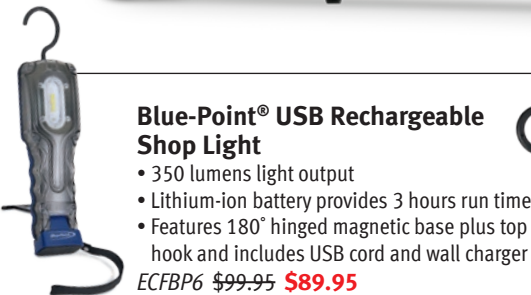 Blue-Point® USB Rechargeable
Shop Light
• 350 lumens light output
• Lithium-ion battery provides 3 hours run time
• Features 180˚ hinged magnetic base plus top
hook and includes USB cord and wall charger
ECFBP6 $99.95 $89.95